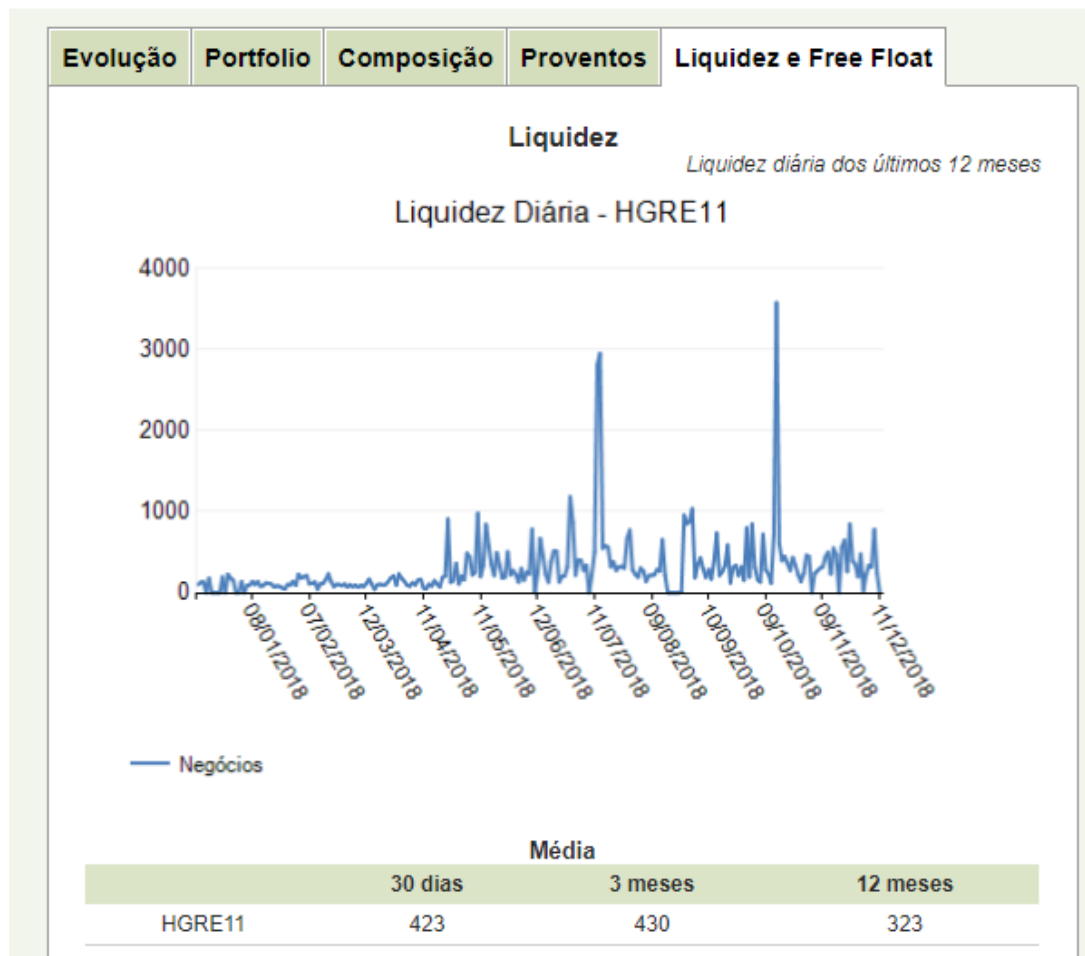 Evolução Portfolio Composição Proventos Liquidez e Free Float
Liquidez
Liquidez diária dos últimos 12 meses
Liquidez Diária - HGRE11
4000
3000
2000
1000
0
08/01/2018 07/02/2018 12/03/2018 11/04/2018 11/05/2018 12/06/2018 11/07/2018 09/08/2018 10/09/2018 09/10/2018 09/11/2018 11/12/2018
Negócios
Média
30 dias 3 meses 12 meses
HGRE11 423 430 323